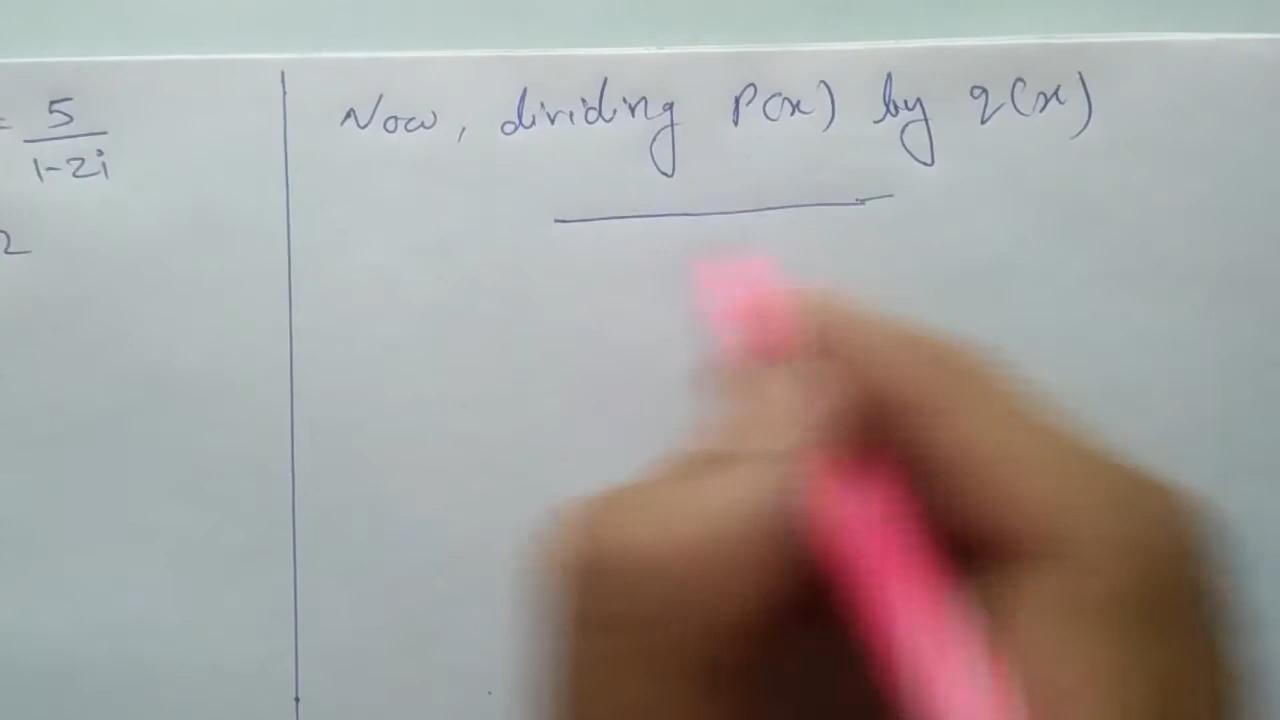 = 5/(1-2i)
2
Now, dividing P(x) by q(x)